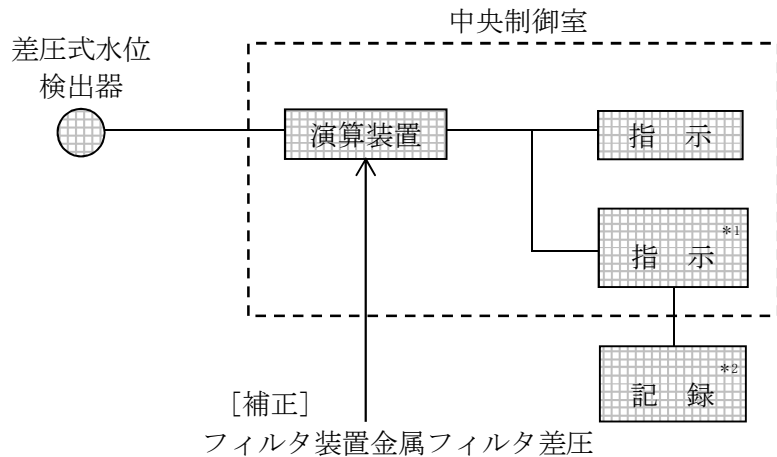 中央制御室
差圧式水位
検出器
演算装置
指　示
指　示 *1
記　録 *2
［補正］
フィルタ装置金属フィルタ差圧